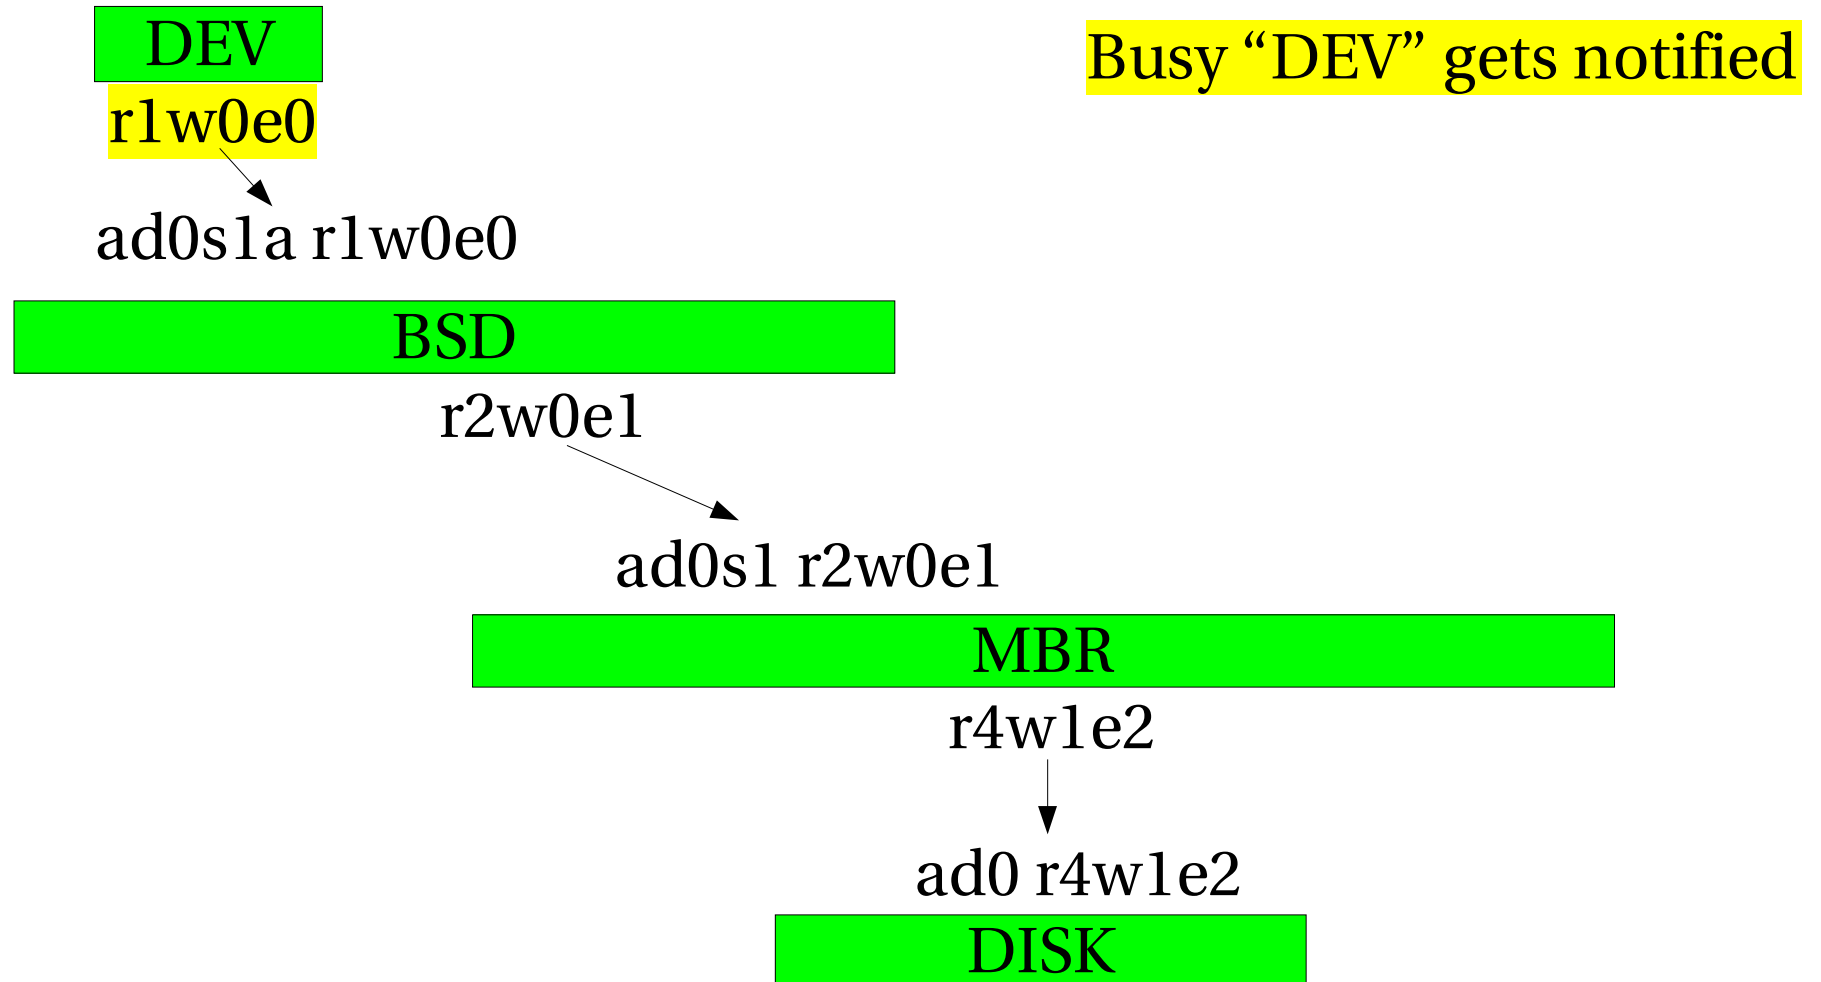 DEV
Busy “DEV” gets notified
r1w0e0
ad0s1a r1w0e0
BSD
r2w0e1
ad0s1 r2w0e1
MBR
r4w1e2
ad0 r4w1e2
DISK